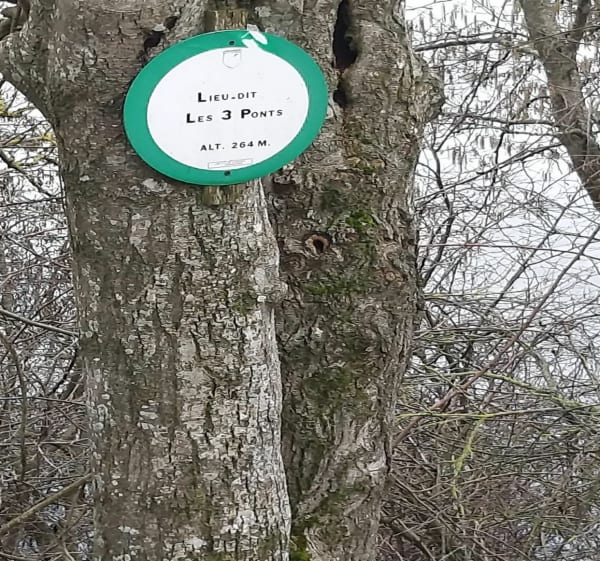 Lieu-dit
Les 3 Ponts
alt. 264 m.